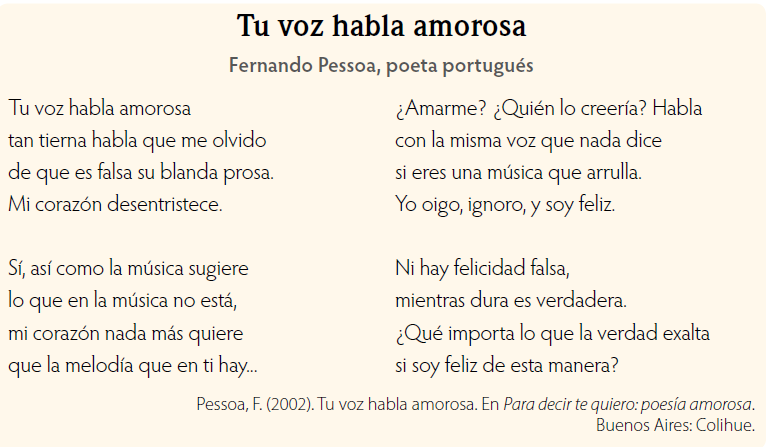 Tu voz habla amorosa
Fernando Pessoa, poeta portugués
Tu voz habla amorosa
tan tierna habla que me olvido
de que es falsa su blanda prosa.
Mi corazón desentristece.
Sí, así como la música sugiere
lo que en la música no está,
mi corazón nada más quiere
que la melodía que en ti hay...
¿Amarme? ¿Quién lo creería? Habla
con la misma voz que nada dice
si eres una música que arrulla.
Yo oigo, ignoro, y soy feliz.
Ni hay felicidad falsa,
mientras dura es verdadera.
¿Qué importa lo que la verdad exalta
si soy feliz de esta manera?
Pessoa, F. (2002). Tu voz habla amorosa. En Para decir te quiero: poesía amorosa.
Buenos Aires: Colihue.